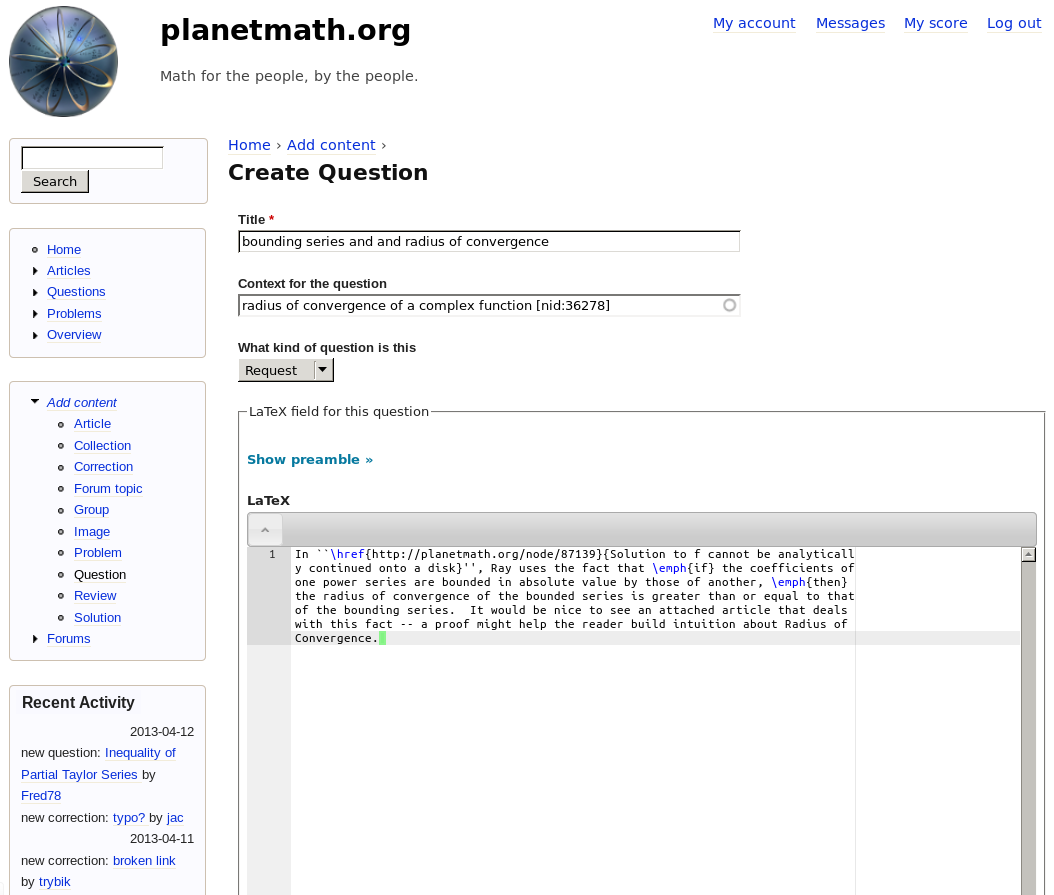 planetmath.org
Math for the people, by the people.
My account Messages My score Log out
Search
Home
Articles
Questions
Problems
Overview
Add content
Article
Collection
Correction
Forum topic
Group
Image
Problem
Question
Review
Solution
Forums
Recent Activity
2013-04-12
new question: Inequality of
Partial Taylor Series by
Fred78
new correction: typo? by jac
2013-04-11
new correction: broken link
by trybik
Home › Add content ›
Create Question
Title *
bounding series and and radius of convergence
Context for the question
radius of convergence of a complex function [nid:36278]
What kind of question is this
Request
LaTeX field for this question
Show preamble »
LaTeX
1 In ``\href{http://planetmath.org/node/87139}{Solution to f cannot be analyticall
y continued onto a disk}'', Ray uses the fact that \emph{if} the coefficients of
one power series are bounded in absolute value by those of another, \emph{then}
the radius of convergence of the bounded series is greater than or equal to that
of the bounding series.  It would be nice to see an attached article that deals
with this fact -- a proof might help the reader build intuition about Radius of
Convergence.